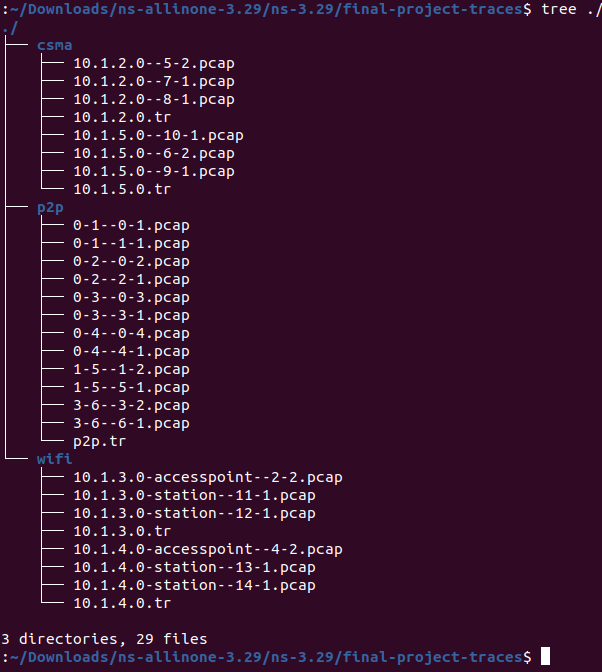 :~/Downloads/ns-allinone-3.29/ns-3.29/final-project-traces$ tree ./
./
├── csma
│   ├── 10.1.2.0--5-2.pcap
│   ├── 10.1.2.0--7-1.pcap
│   ├── 10.1.2.0--8-1.pcap
│   ├── 10.1.2.0.tr
│   ├── 10.1.5.0--10-1.pcap
│   ├── 10.1.5.0--6-2.pcap
│   ├── 10.1.5.0--9-1.pcap
│   └── 10.1.5.0.tr
├── p2p
│   ├── 0-1--0-1.pcap
│   ├── 0-1--1-1.pcap
│   ├── 0-2--0-2.pcap
│   ├── 0-2--2-1.pcap
│   ├── 0-3--0-3.pcap
│   ├── 0-3--3-1.pcap
│   ├── 0-4--0-4.pcap
│   ├── 0-4--4-1.pcap
│   ├── 1-5--1-2.pcap
│   ├── 1-5--5-1.pcap
│   ├── 3-6--3-2.pcap
│   ├── 3-6--6-1.pcap
│   └── p2p.tr
└── wifi
    ├── 10.1.3.0-accesspoint--2-2.pcap
    ├── 10.1.3.0-station--11-1.pcap
    ├── 10.1.3.0-station--12-1.pcap
    ├── 10.1.3.0.tr
    ├── 10.1.4.0-accesspoint--4-2.pcap
    ├── 10.1.4.0-station--13-1.pcap
    ├── 10.1.4.0-station--14-1.pcap
    └── 10.1.4.0.tr

3 directories, 29 files
:~/Downloads/ns-allinone-3.29/ns-3.29/final-project-traces$